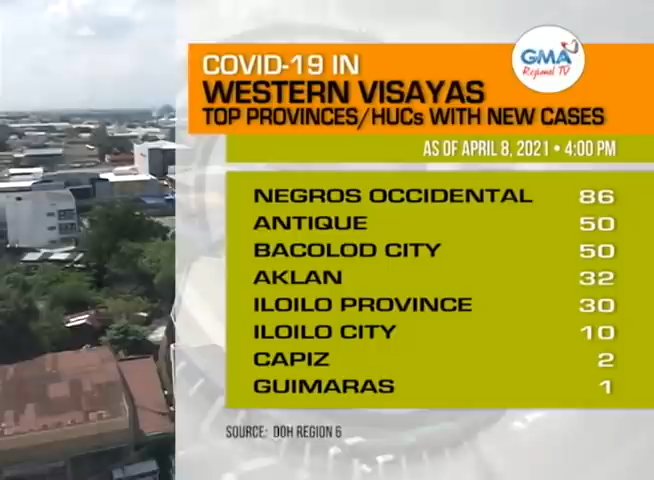 GMA
Regional TV
COVID-19 IN
WESTERN VISAYAS
TOP PROVINCES/HUCs WITH NEW CASES
AS OF APRIL 8, 2021 • 4:00 PM
NEGROS OCCIDENTAL 86
ANTIQUE 50
BACOLOD CITY 50
AKLAN 32
ILOILO PROVINCE 30
ILOILO CITY 10
CAPIZ 2
GUIMARAS 1
SOURCE: DOH REGION 6